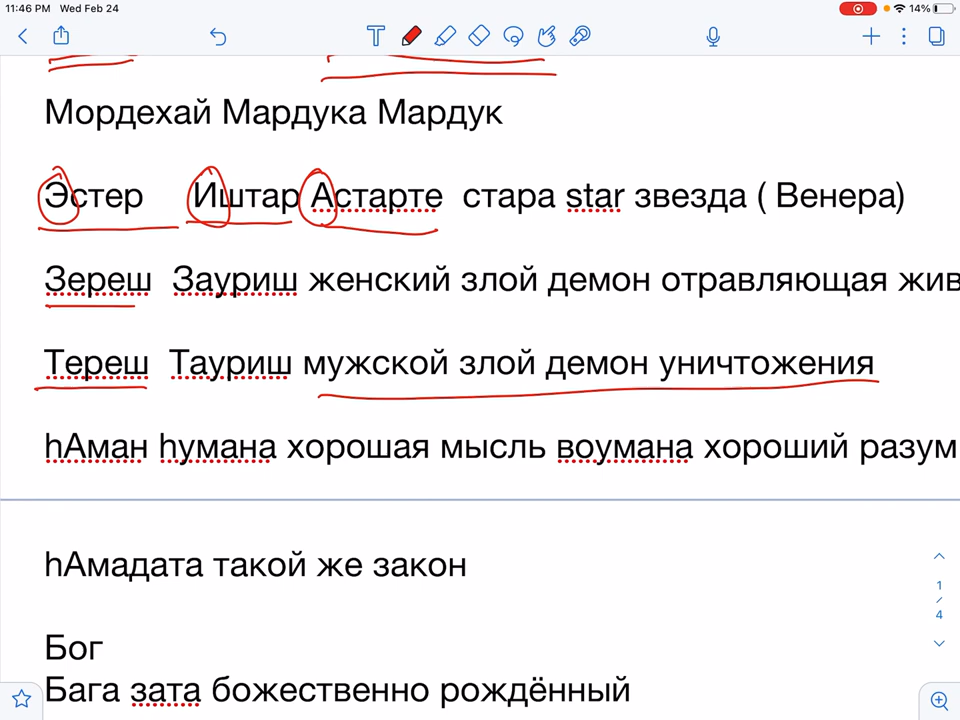 11:46 PM Wed Feb 24 14%
Мордехай Мардука Мардук
Эстер Иштар Астарте стара star звезда ( Венера)
Зереш Зауриш женский злой демон отравляющая жив
Тереш Тауриш мужской злой демон уничтожения
hАман hумана хорошая мысль воумана хороший разум
hАмадата такой же закон
1
/
4
Бог
Бага зата божественно рождённый